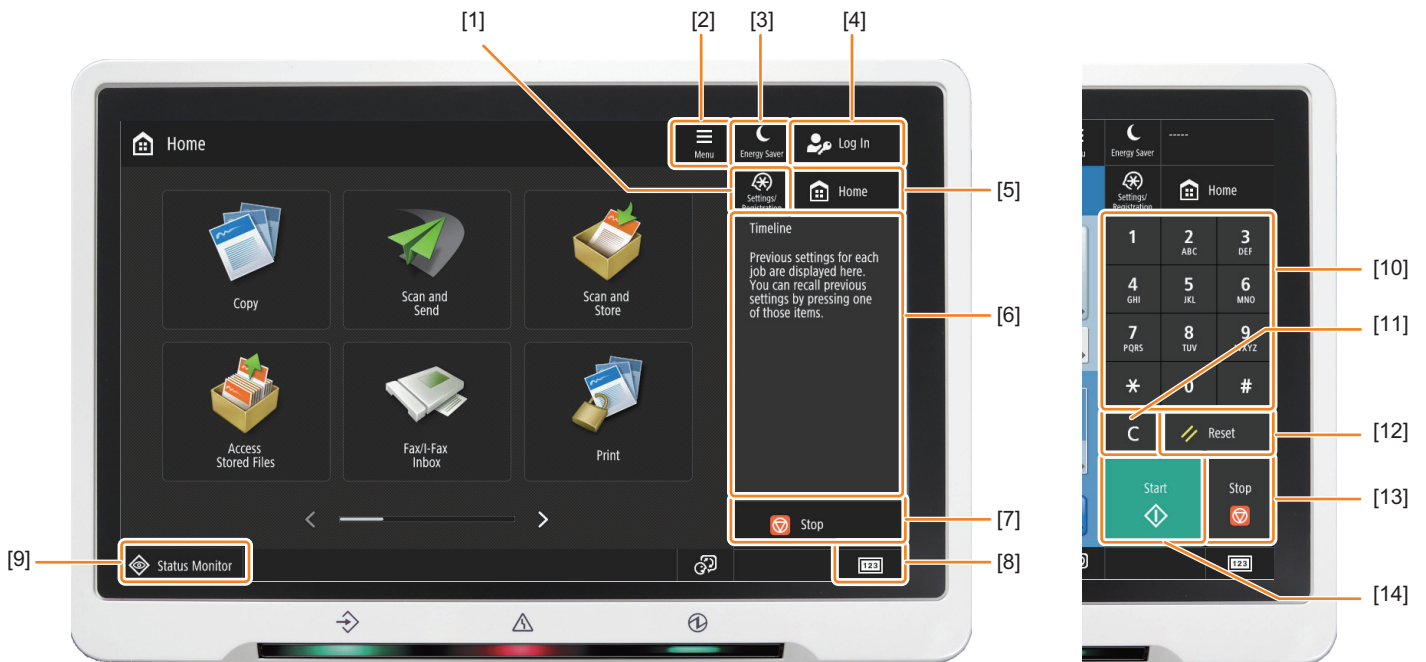 [1]
[2]
[3]
[4]
Home
Menu
Energy Saver
Log In
Settings/
Registration
Home
[5]
Timeline
Previous settings for each
job are displayed here.
You can recall previous
settings by pressing one
of those items.
[6]
Copy
Scan and
Send
Scan and
Store
Access
Stored Files
Fax/I-Fax
Inbox
Print
Stop
[7]
[9]
Status Monitor
123
[8]
u
Energy Saver
-----
Settings/
Registration
Home
1
2
ABC
3
DEF
4
GHI
5
JKL
6
MNO
[10]
7
PQRS
8
TUV
9
WXYZ
[11]
*
0
#
C
Reset
[12]
Start
Stop
[13]
123
[14]